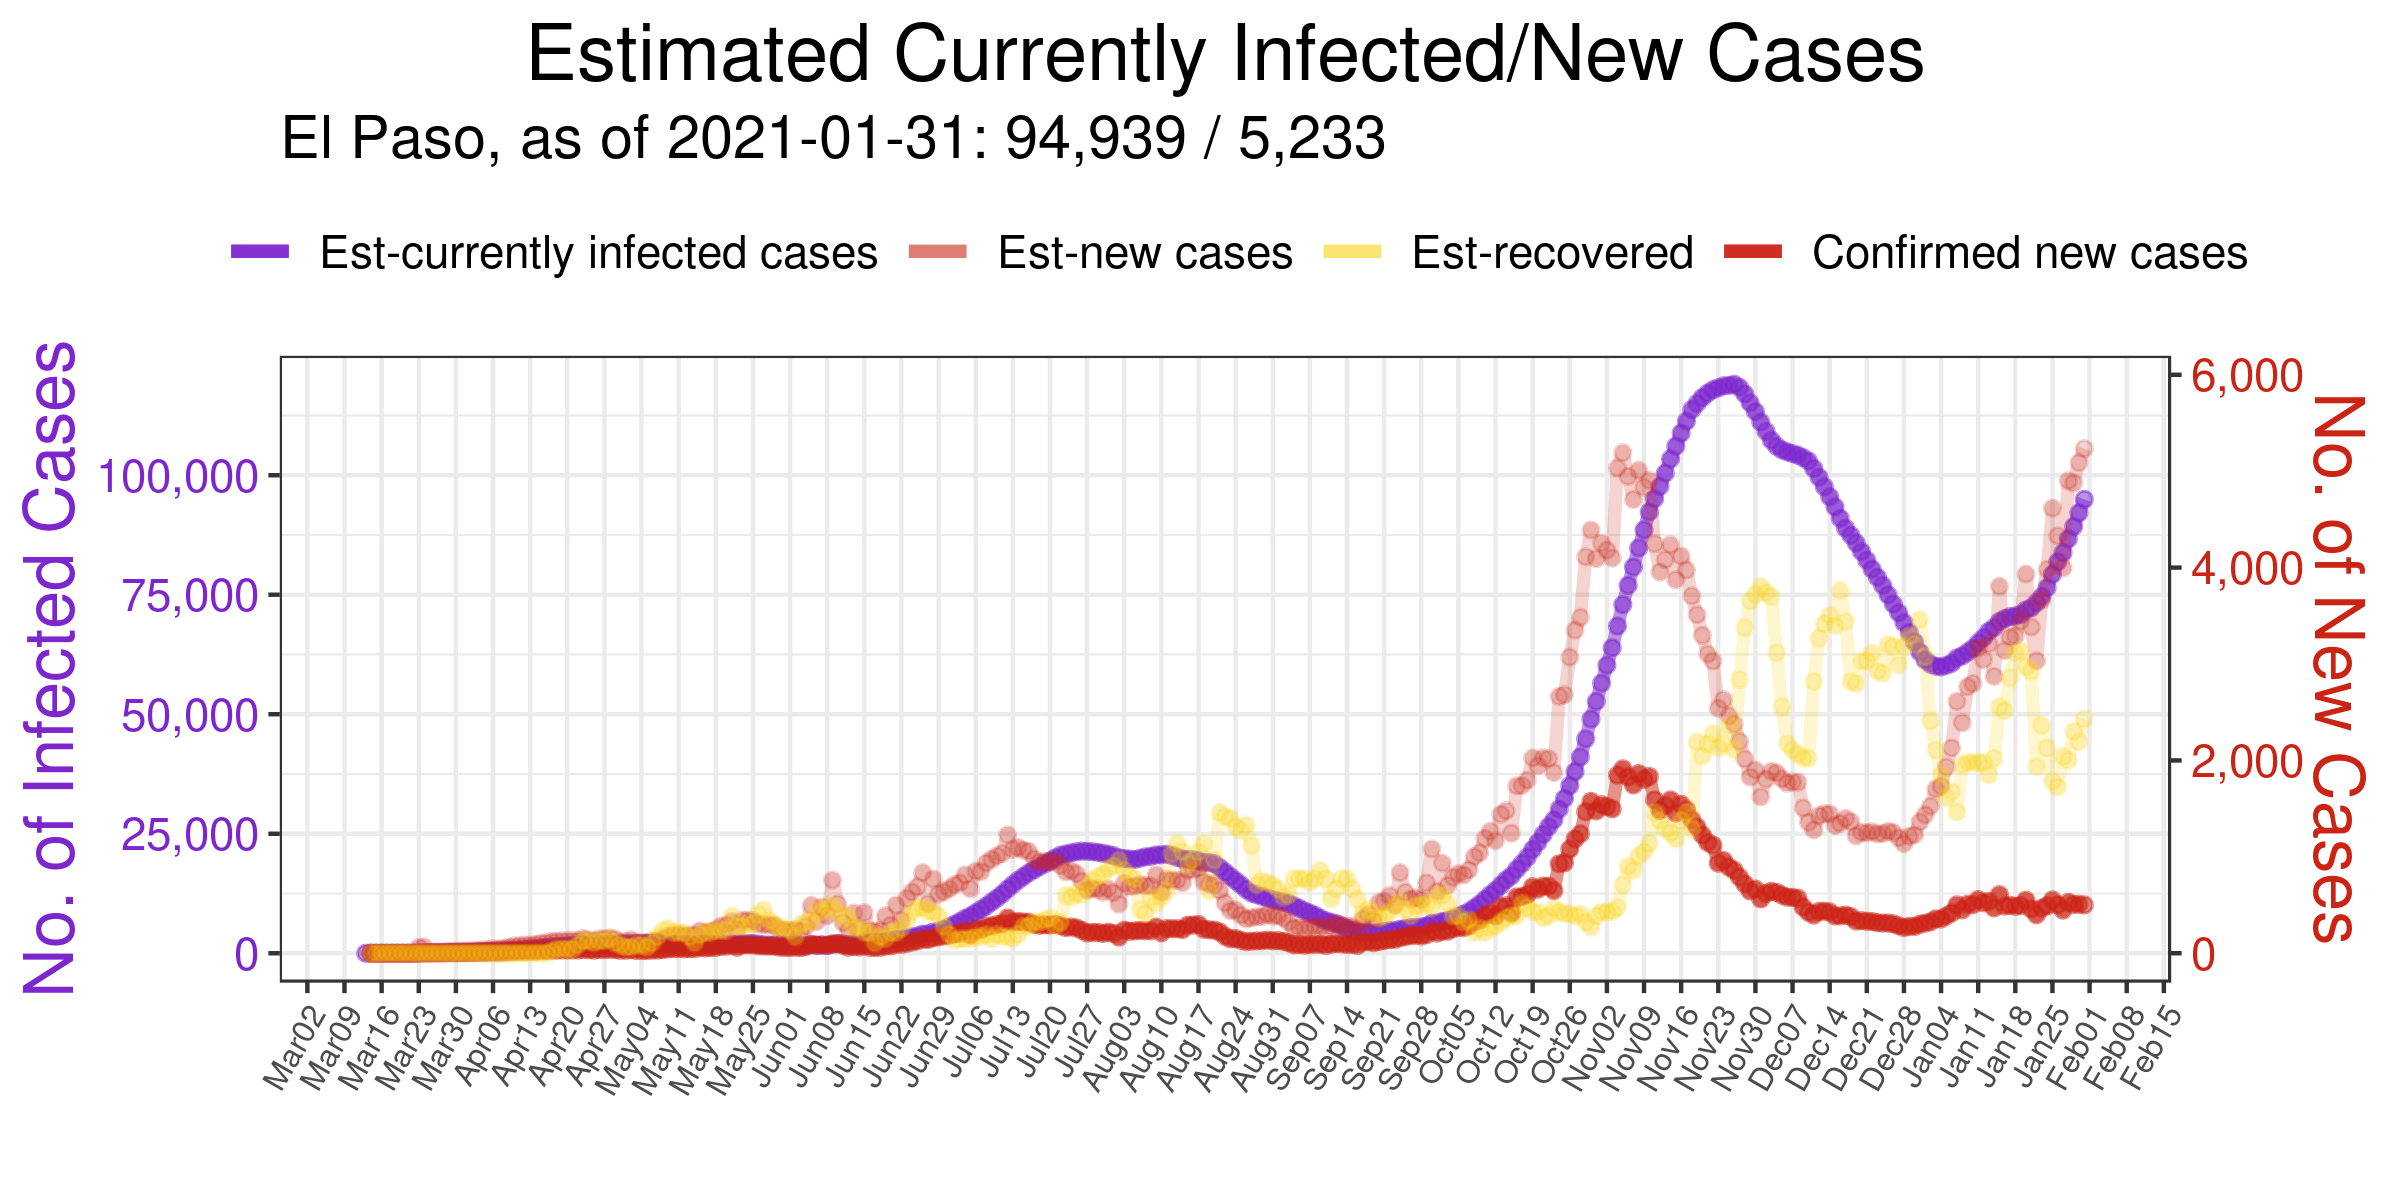 Estimated Currently Infected/New Cases
El Paso, as of 2021-01-31: 94,939 / 5,233
Est-currently infected cases Est-new cases Est-recovered Confirmed new cases
No. of Infected Cases
100,000
75,000
50,000
25,000
0
6,000
4,000
2,000
0
No. of New Cases
Mar02 Mar09 Mar16 Mar23 Mar30 Apr06 Apr13 Apr20 Apr27 May04 May11 May18 May25 Jun01 Jun08 Jun15 Jun22 Jun29 Jul06 Jul13 Jul20 Jul27 Aug03 Aug10 Aug17 Aug24 Aug31 Sep07 Sep14 Sep21 Sep28 Oct05 Oct12 Oct19 Oct26 Nov02 Nov09 Nov16 Nov23 Nov30 Dec07 Dec14 Dec21 Dec28 Jan04 Jan11 Jan18 Jan25 Feb01 Feb08 Feb15